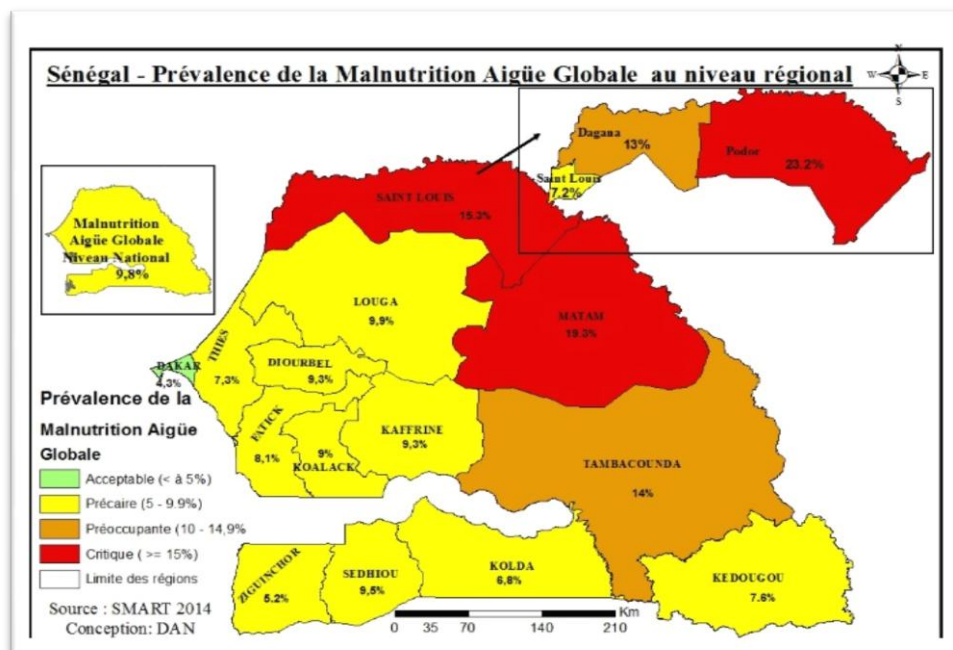 Sénégal - Prévalence de la Malnutrition Aigüe Globale au niveau régional
N
W E
S
Dagana
13%
Podor
23.2%
Saint Louis
7.2%
Malnutrition
Aigüe Globale
Niveau National
9,8%
SAINT LOUIS
15.3%
LOUGA
9,9%
MATAM
19.3%
THIES
7,3%
DAKAR
4,3%
DIOURBEL
9,3%
FATICK
8,1%
9%
KOALACK
KAFFRINE
9,3%
TAMBACOUNDA
14%
ZIGUINCHOR
5.2%
SEDHIOU
9,5%
KOLDA
6,8%
KEDOUGOU
7.6%
Prévalence de la
Malnutrition Aigüe
Globale
Acceptable (< à 5%)
Précaire (5 - 9.9%)
Préoccupante (10 - 14,9%
Critique ( >= 15%)
Limite des régions
Source : SMART 2014
Conception: DAN
Km
0 35 70 140 210